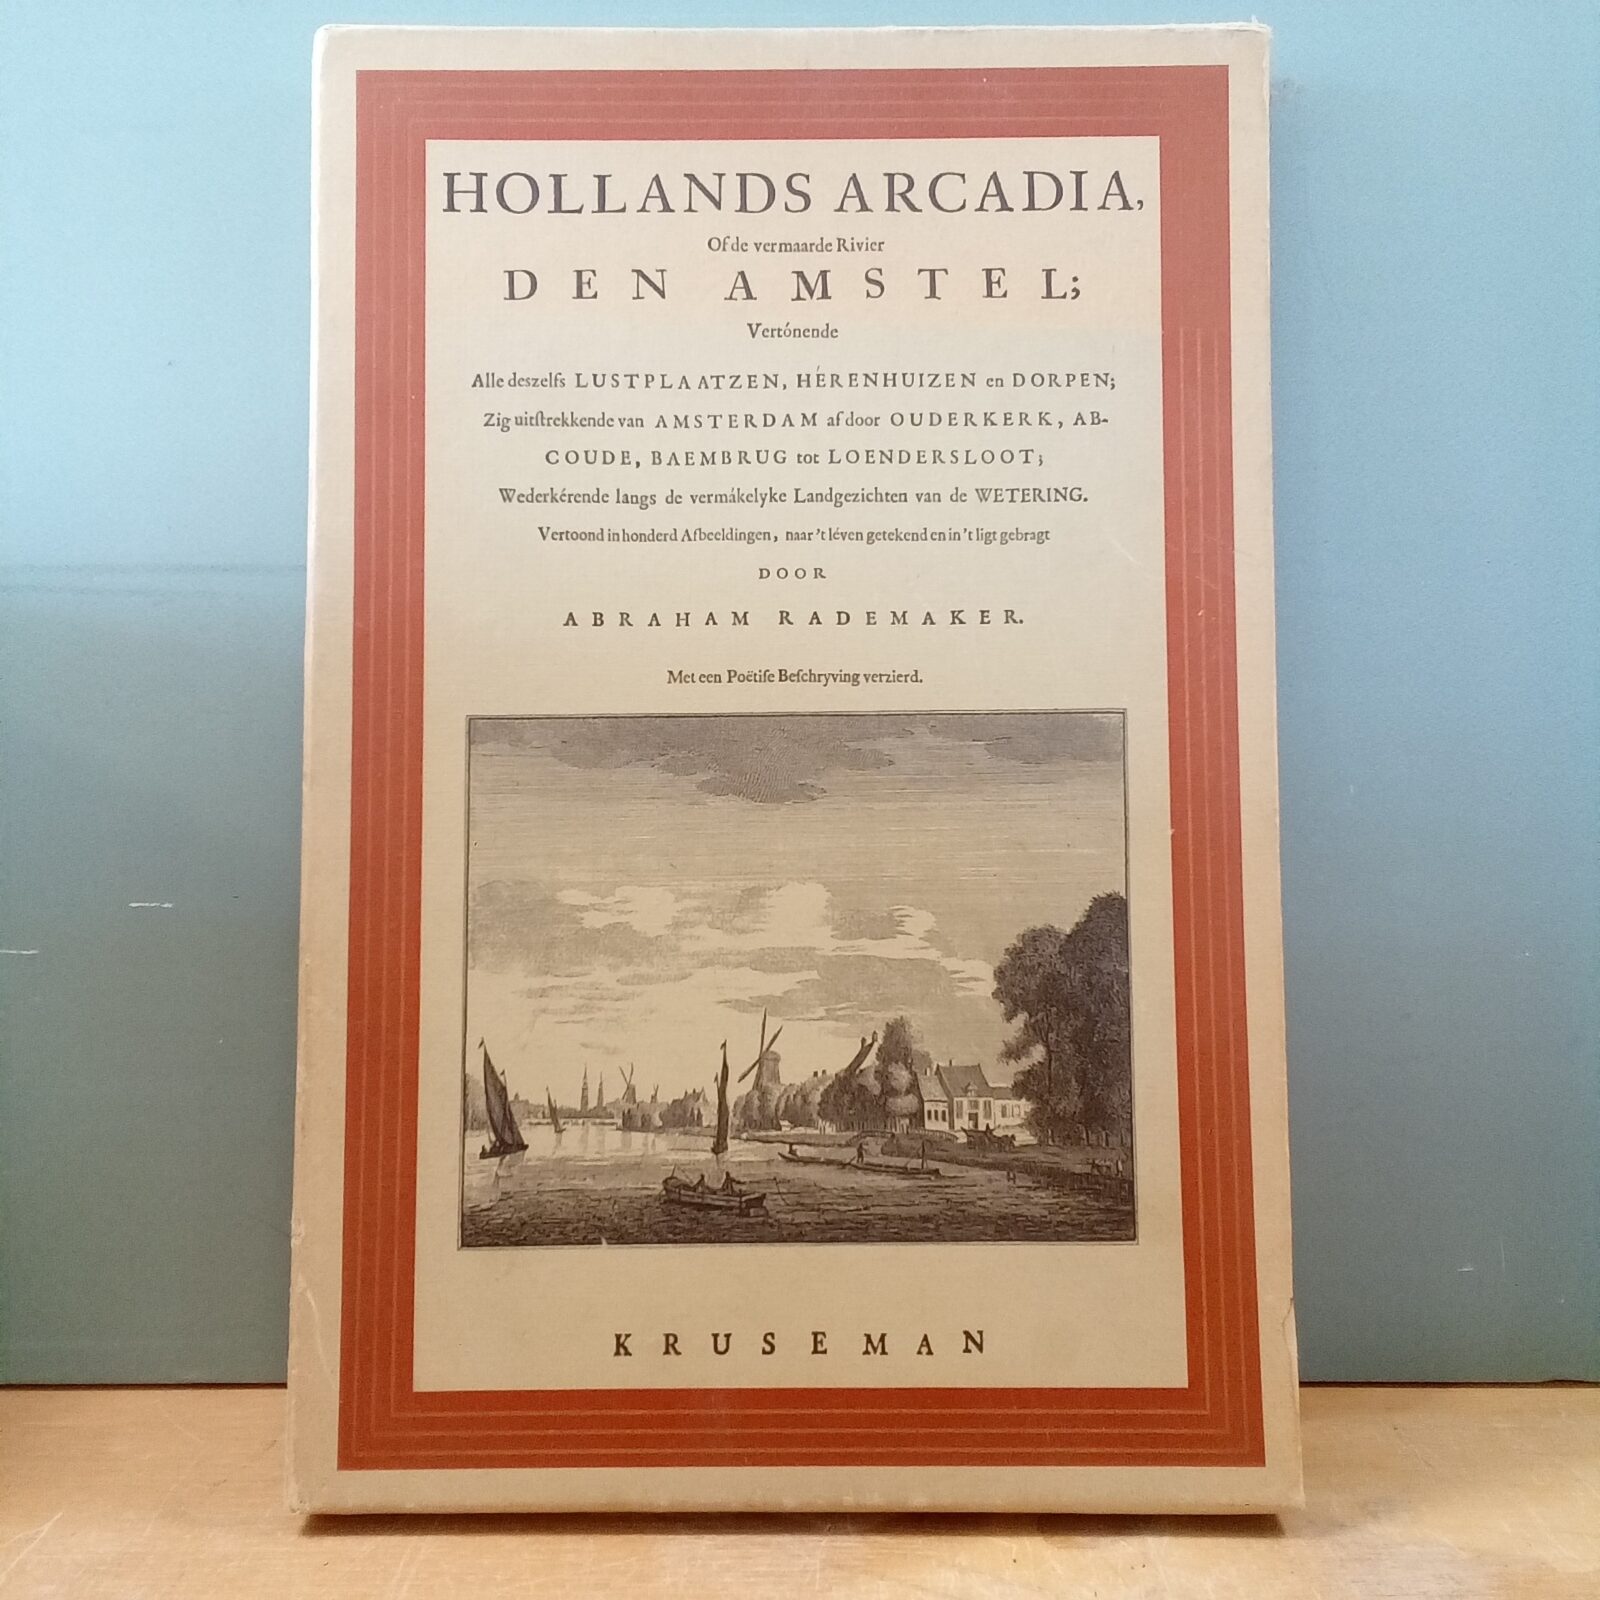 HOLLANDS ARCADIA,
Of de vermaarde Rivier
DEN AMSTEL;
Vertónende
Alle deszelfs LUSTPLAATZEN, HÉRENHUIZEN en DORPEN;
Zig uitſtrekkende van AMSTERDAM af door OUDERKERK, AB-
COUDE, BAEMBRUG tot LOENDERSLOOT;
Wederkérende langs de vermákelyke Landgezichten van de WETERING.
Vertoond in honderd Afbeeldingen, naar 't léven getekend en in 't ligt gebragt
DOOR
ABRAHAM RADEMAKER.
Met een Poëtiſe Beſchryving verzierd.
KRUSEMAN